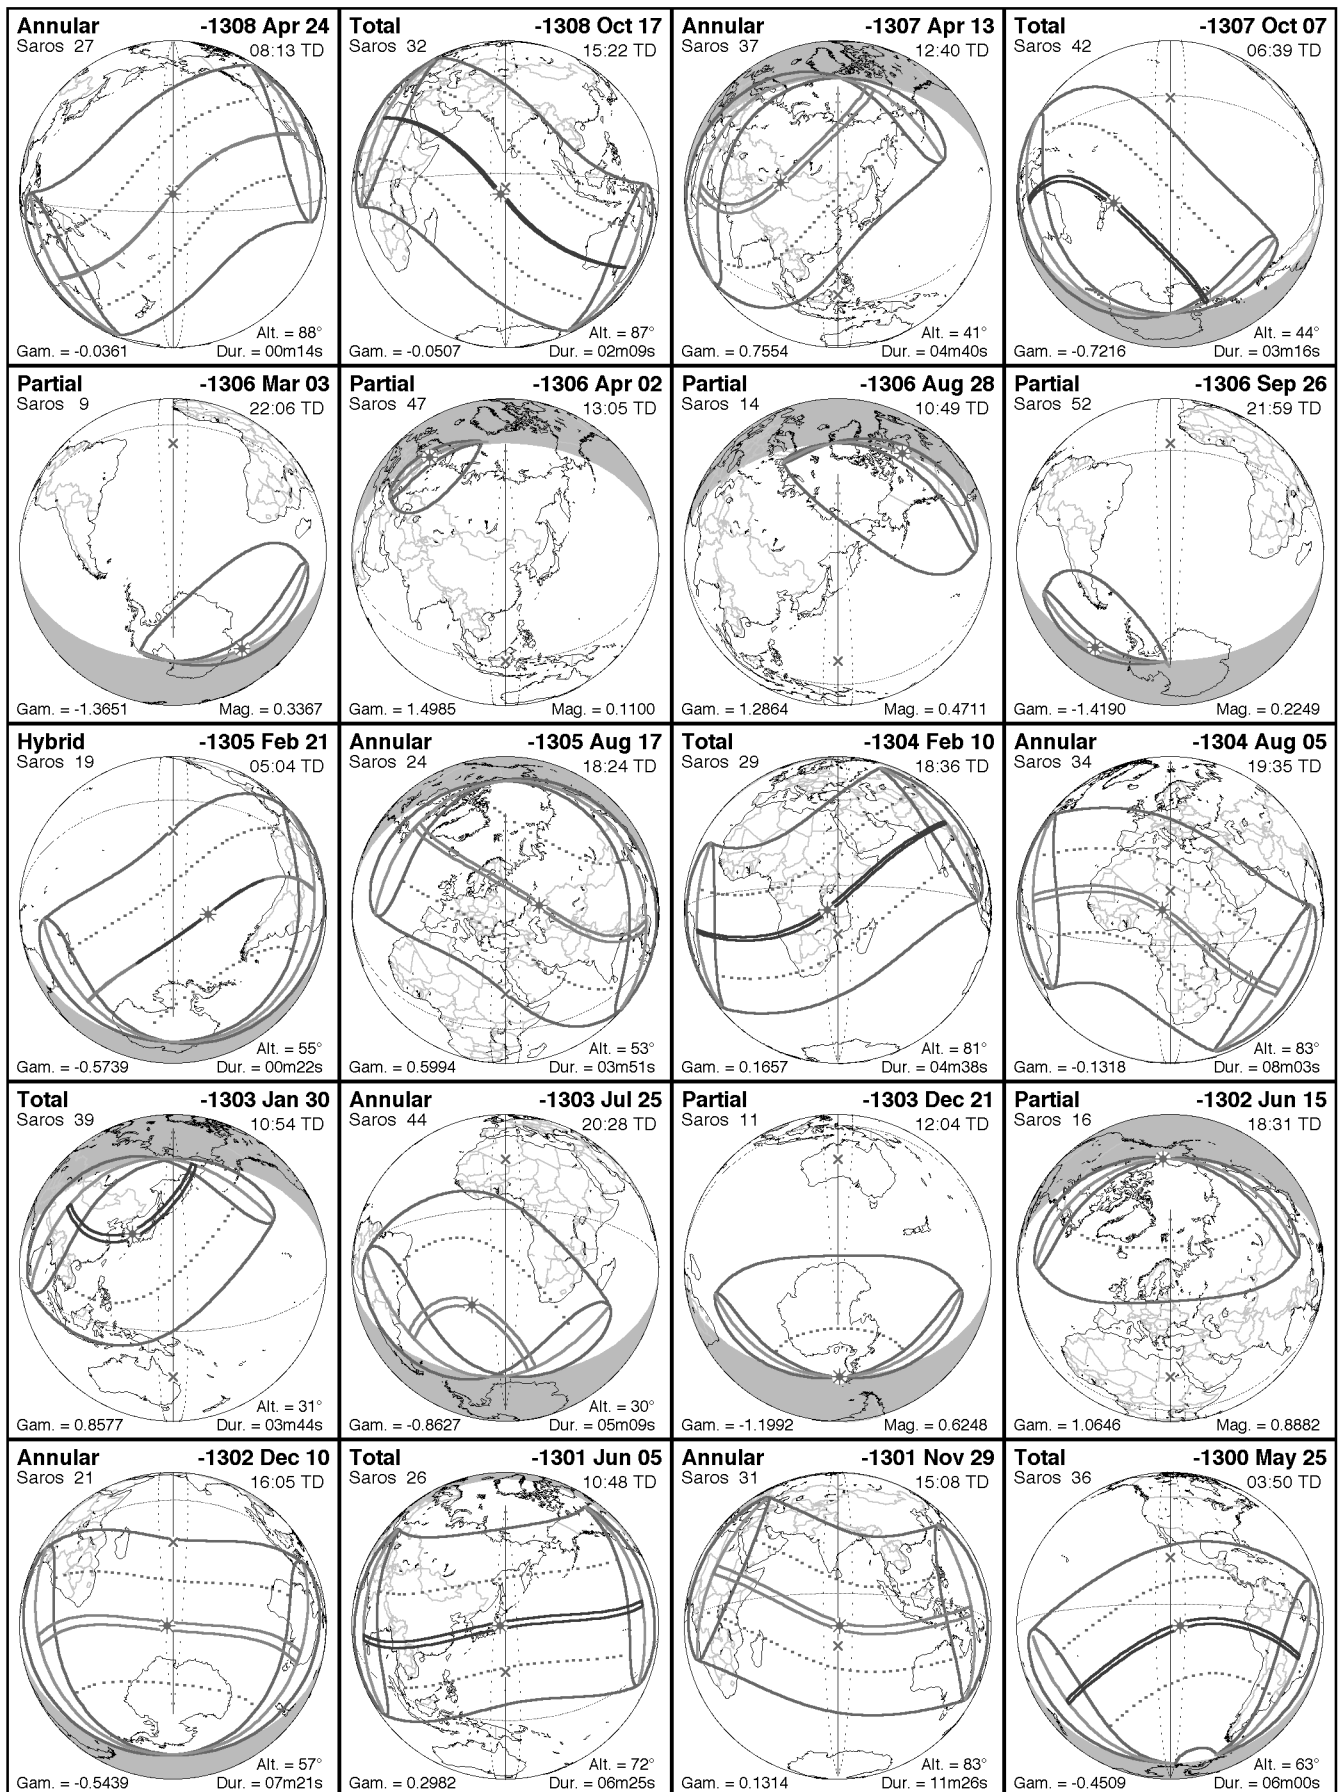 Annular -1308 Apr 24
Saros 27 08:13 TD
Alt. = 88°
Gam. = -0.0361 Dur. = 00m14s
Total -1308 Oct 17
Saros 32 15:22 TD
Alt. = 87°
Gam. = -0.0507 Dur. = 02m09s
Annular -1307 Apr 13
Saros 37 12:40 TD
Alt. = 41°
Gam. = 0.7554 Dur. = 04m40s
Total -1307 Oct 07
Saros 42 06:39 TD
Alt. = 44°
Gam. = -0.7216 Dur. = 03m16s
Partial -1306 Mar 03
Saros 9 22:06 TD
Gam. = -1.3651 Mag. = 0.3367
Partial -1306 Apr 02
Saros 47 13:05 TD
Gam. = 1.4985 Mag. = 0.1100
Partial -1306 Aug 28
Saros 14 10:49 TD
Gam. = 1.2864 Mag. = 0.4711
Partial -1306 Sep 26
Saros 52 21:59 TD
Gam. = -1.4190 Mag. = 0.2249
Hybrid -1305 Feb 21
Saros 19 05:04 TD
Alt. = 55°
Gam. = -0.5739 Dur. = 00m22s
Annular -1305 Aug 17
Saros 24 18:24 TD
Alt. = 53°
Gam. = 0.5994 Dur. = 03m51s
Total -1304 Feb 10
Saros 29 18:36 TD
Alt. = 81°
Gam. = 0.1657 Dur. = 04m38s
Annular -1304 Aug 05
Saros 34 19:35 TD
Alt. = 83°
Gam. = -0.1318 Dur. = 08m03s
Total -1303 Jan 30
Saros 39 10:54 TD
Alt. = 31°
Gam. = 0.8577 Dur. = 03m44s
Annular -1303 Jul 25
Saros 44 20:28 TD
Alt. = 30°
Gam. = -0.8627 Dur. = 05m09s
Partial -1303 Dec 21
Saros 11 12:04 TD
Gam. = -1.1992 Mag. = 0.6248
Partial -1302 Jun 15
Saros 16 18:31 TD
Gam. = 1.0646 Mag. = 0.8882
Annular -1302 Dec 10
Saros 21 16:05 TD
Alt. = 57°
Gam. = -0.5439 Dur. = 07m21s
Total -1301 Jun 05
Saros 26 10:48 TD
Alt. = 72°
Gam. = 0.2982 Dur. = 06m25s
Annular -1301 Nov 29
Saros 31 15:08 TD
Alt. = 83°
Gam. = 0.1314 Dur. = 11m26s
Total -1300 May 25
Saros 36 03:50 TD
Alt. = 63°
Gam. = -0.4509 Dur. = 06m00s